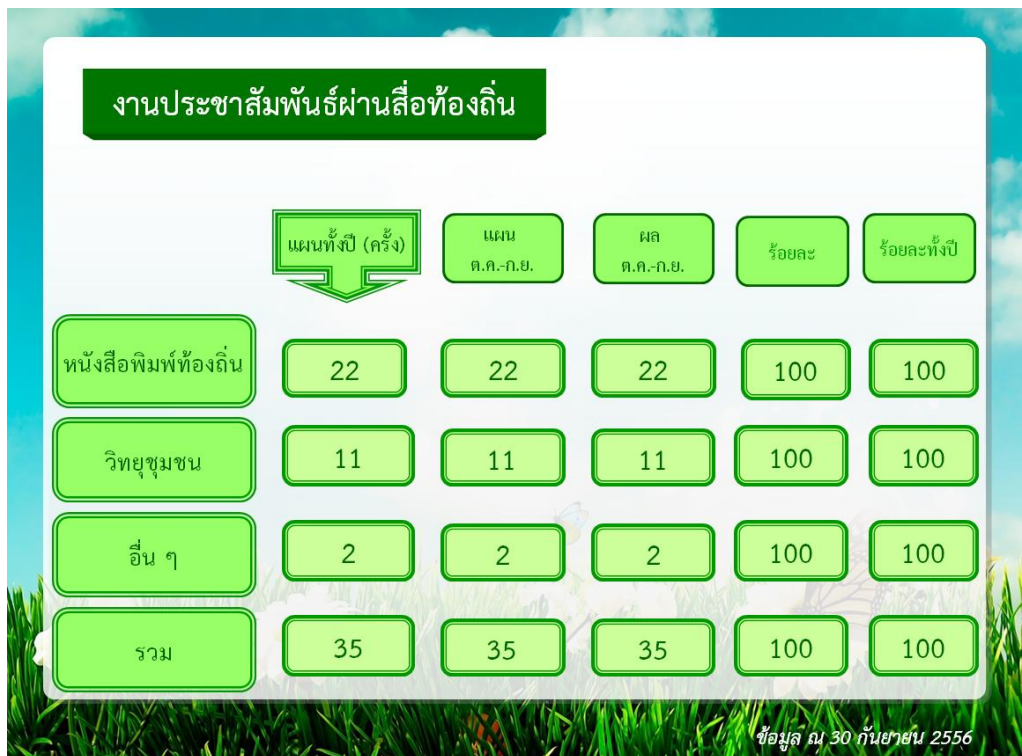 งานประชาสัมพันธ์ผ่านสื่อท้องถิ่น
แผนทั้งปี (ครั้ง)
แผน
ต.ค.-ก.ย.
ผล
ต.ค.-ก.ย.
ร้อยละ
ร้อยละทั้งปี
หนังสือพิมพ์ท้องถิ่น 22 22 22 100 100
วิทยุชุมชน 11 11 11 100 100
อื่น ๆ 2 2 2 100 100
รวม 35 35 35 100 100
ข้อมูล ณ 30 กันยายน 2556